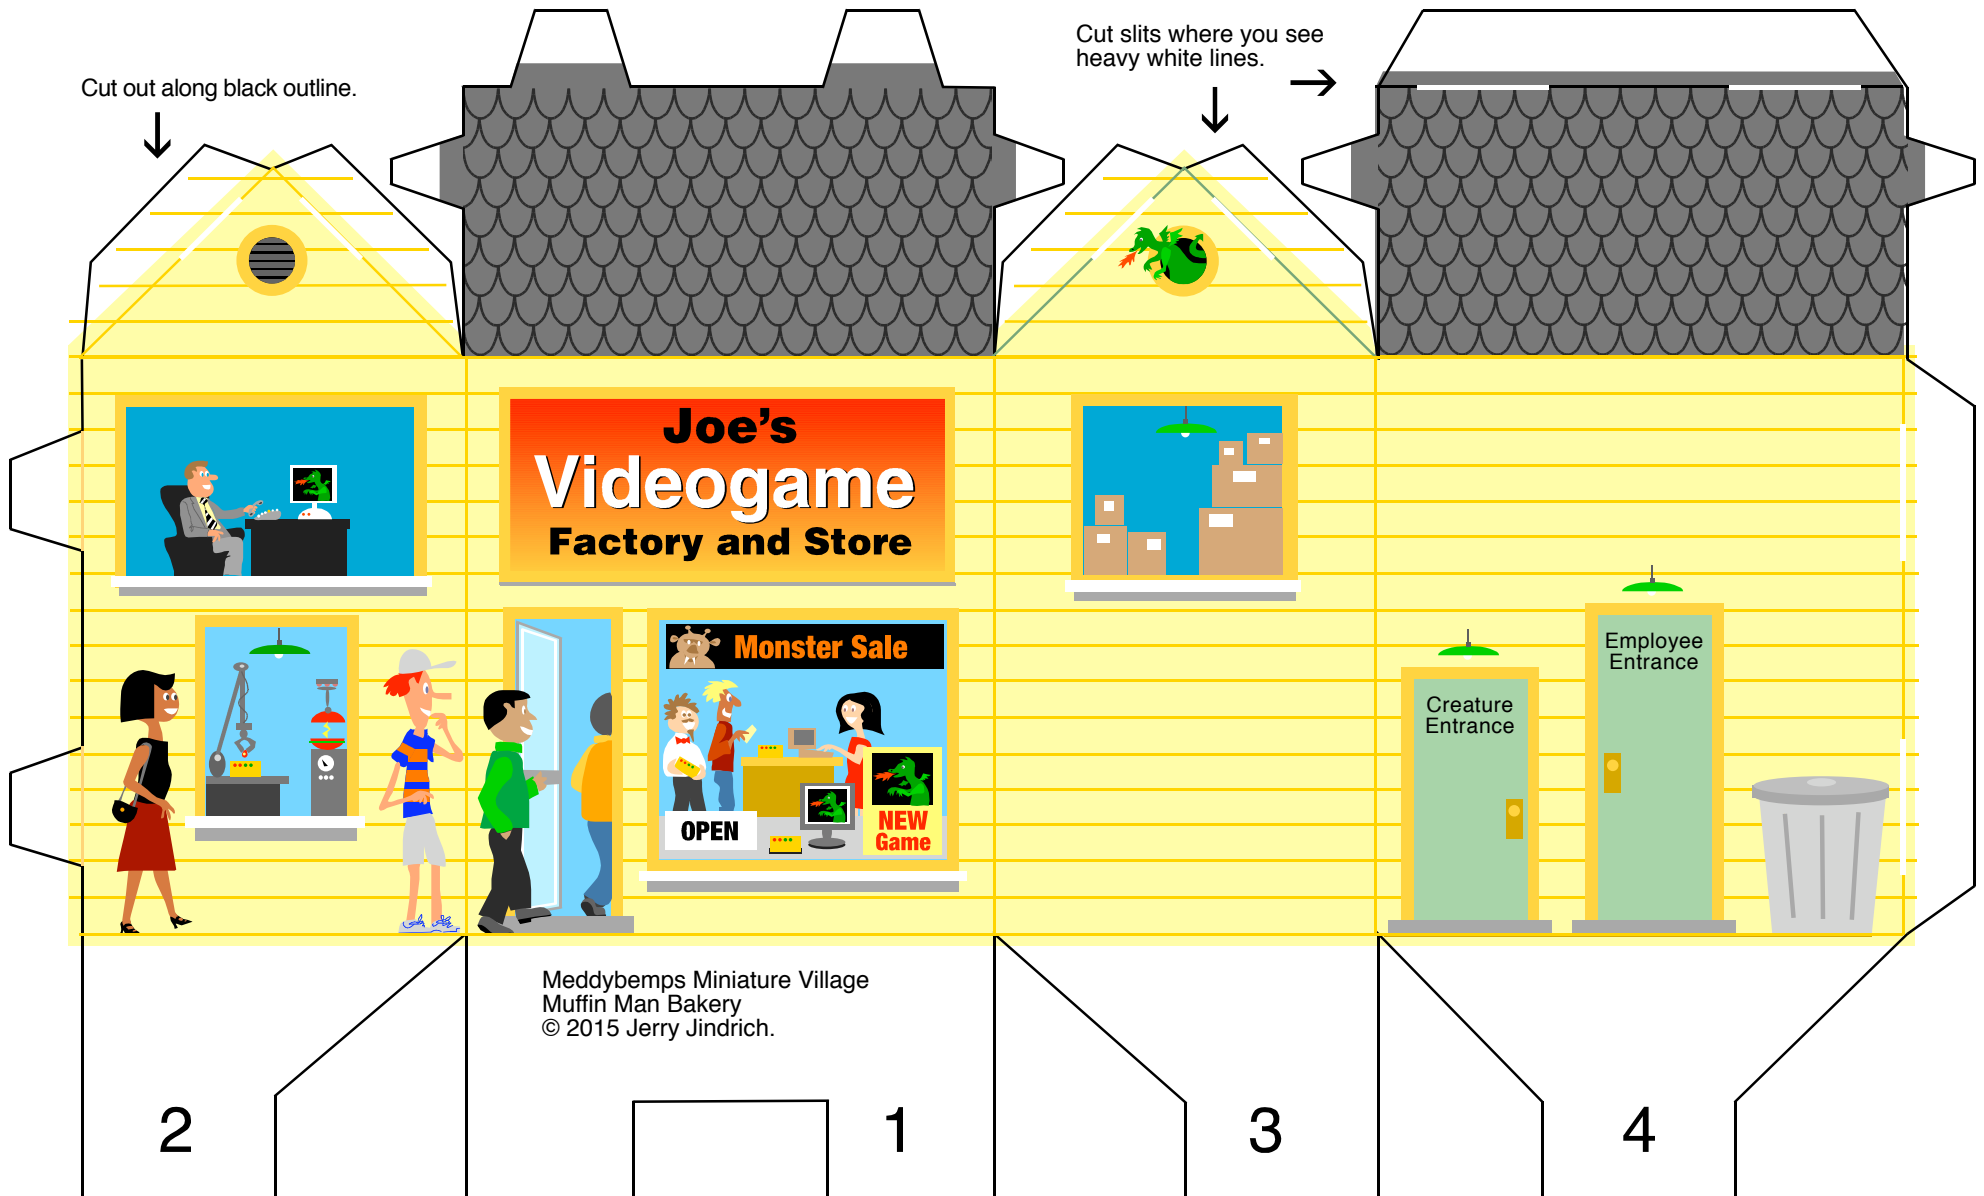 Cut out along black outline.
Cut slits where you see
heavy white lines.
Joe's
Videogame
Factory and Store
Monster Sale
OPEN
NEW
Game
Creature
Entrance
Employee
Entrance
Meddybemps Miniature Village
Muffin Man Bakery
© 2015 Jerry Jindrich.
2
1
3
4